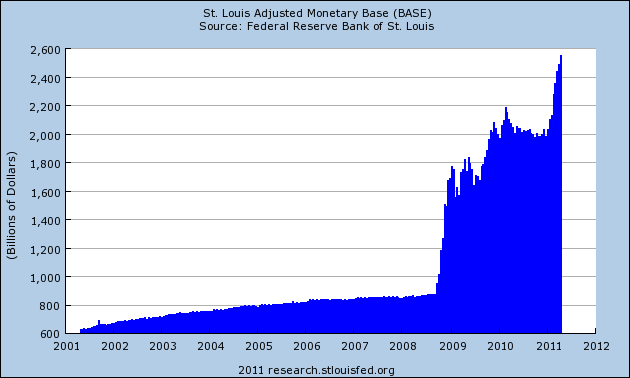 St. Louis Adjusted Monetary Base (BASE)
Source: Federal Reserve Bank of St. Louis
2,600
2,400
2,200
2,000
1,800
1,600
1,400
1,200
1,000
800
600
(Billions of Dollars)
2001 2002 2003 2004 2005 2006 2007 2008 2009 2010 2011 2012
2011 research.stlouisfed.org